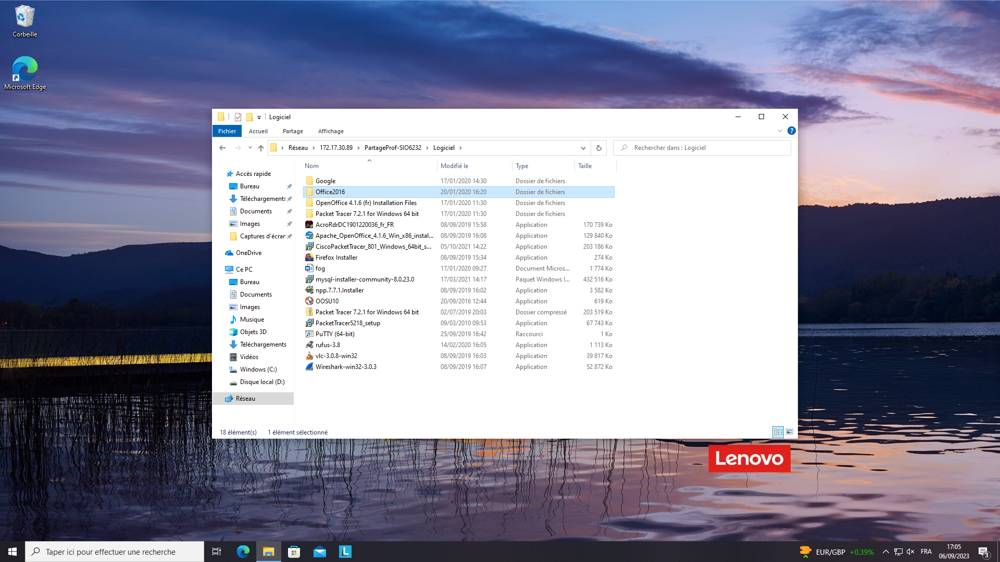 Corbeille
Microsoft Edge
Logiciel
Fichier Accueil Partage Affichage
Réseau 172.17.30.89 PartageProf-SIO6232 Logiciel
Rechercher dans : Logiciel
Nom Modifié le Type Taille
Accès rapide
Bureau
Téléchargements
Documents
Images
Captures d'écran
OneDrive
Ce PC
Bureau
Documents
Images
Musique
Objets 3D
Téléchargements
Vidéos
Windows (C:)
Disque local (D:)
Réseau
Google 17/01/2020 14:30 Dossier de fichiers
Office2016 20/01/2020 16:20 Dossier de fichiers
OpenOffice 4.1.6 (fr) Installation Files 17/01/2020 11:30 Dossier de fichiers
Packet Tracer 7.2.1 for Windows 64 bit 17/01/2020 11:30 Dossier de fichiers
AcroRdrDC1901220036_fr_FR 08/09/2019 15:58 Application 170 739 Ko
Apache_OpenOffice_4.1.6_Win_x86_instal... 08/09/2019 16:08 Application 129 840 Ko
CiscoPacketTracer_801_Windows_64bit_s... 05/10/2021 14:22 Application 203 186 Ko
Firefox Installer 08/09/2019 15:34 Application 274 Ko
fog 17/01/2020 09:27 Document Micros... 1 774 Ko
mysql-installer-community-8.0.23.0 17/03/2021 14:17 Paquet Windows I... 432 516 Ko
npp.7.7.1.Installer 08/09/2019 16:02 Application 3 582 Ko
OOSU10 20/09/2016 12:44 Application 619 Ko
Packet Tracer 7.2.1 for Windows 64 bit 02/07/2019 20:03 Dossier compressé 203 519 Ko
PacketTracer5218_setup 09/03/2010 09:53 Application 67 743 Ko
PuTTY (64-bit) 25/09/2019 16:42 Raccourci 1 Ko
rufus-3.8 14/02/2020 16:05 Application 1 113 Ko
vlc-3.0.8-win32 08/09/2019 16:03 Application 39 817 Ko
Wireshark-win32-3.0.3 08/09/2019 16:07 Application 52 872 Ko
18 élément(s) 1 élément sélectionné
Lenovo
Taper ici pour effectuer une recherche
L
EUR/GBP +0,39%
FRA
17:05
06/09/2023
3